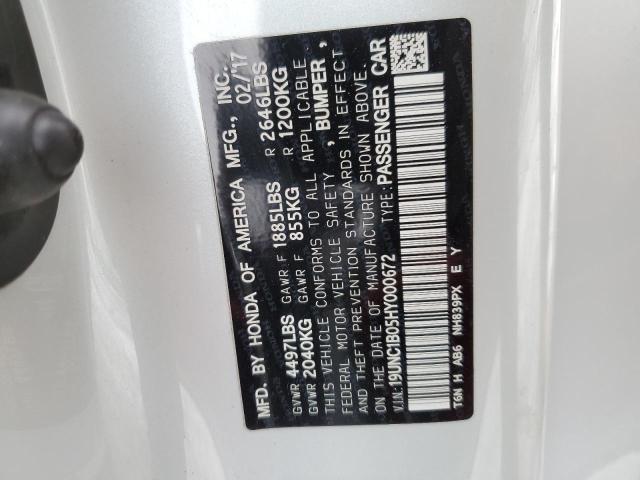 MFD. BY HONDA OF AMERICA MFG., INC. 02/17
GVWR 4497LBS GAWR F 1885LBS R 2646LBS
GVWR 2040KG GAWR F 855KG R 1200KG
THIS VEHICLE CONFORMS TO ALL APPLICABLE
FEDERAL MOTOR VEHICLE SAFETY, BUMPER,
AND THEFT PREVENTION STANDARDS IN EFFECT
ON THE DATE OF MANUFACTURE SHOWN ABOVE.
V.I.N:19UNC1B05HY000672 TYPE:PASSENGER CAR
T6N H AB6 NH839PX E Y